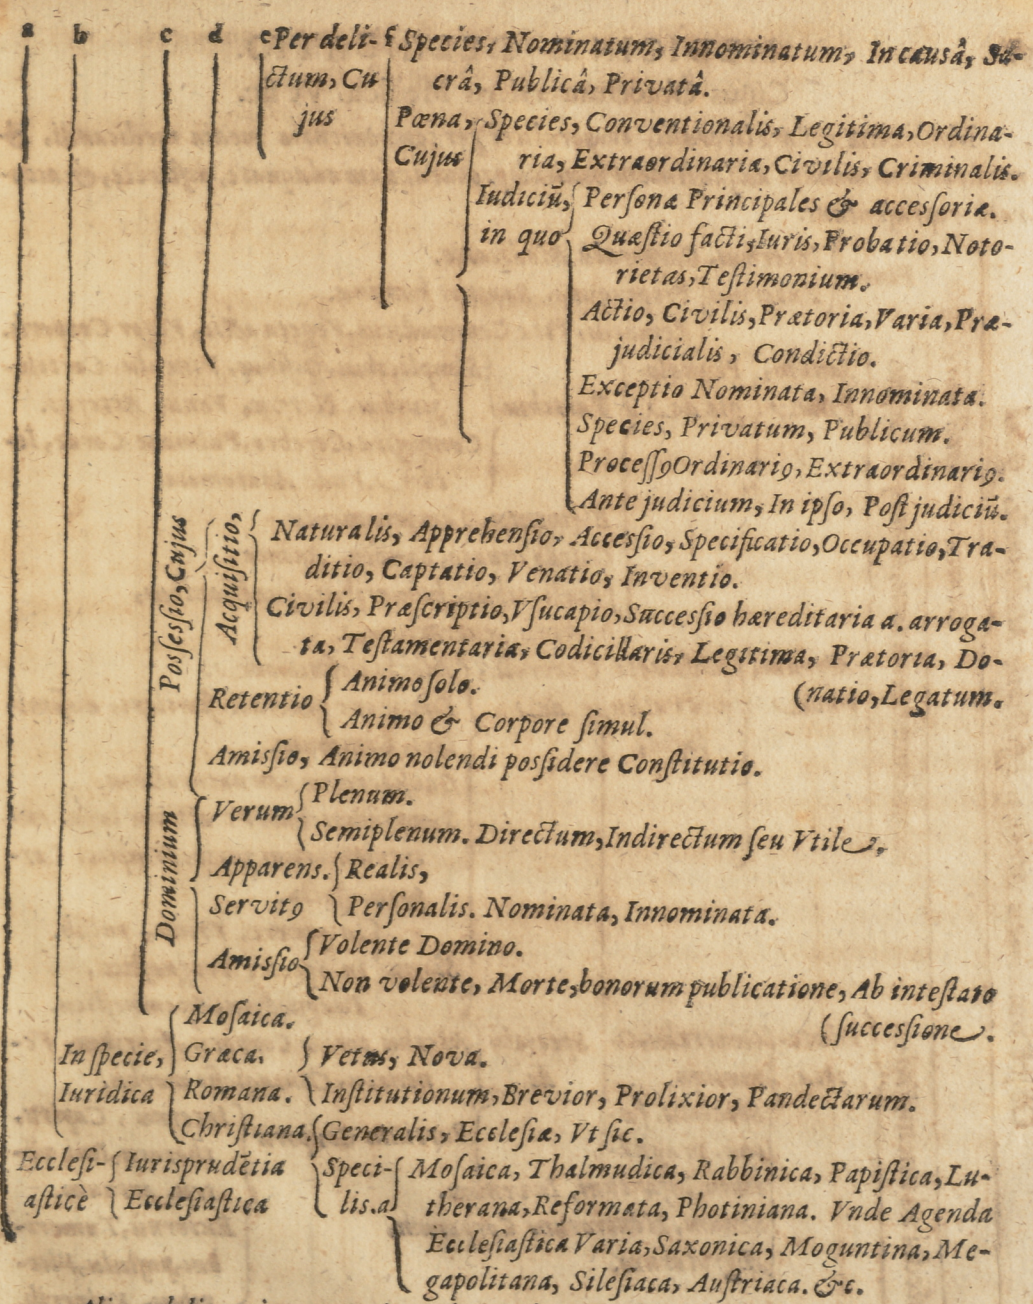 a b c d e Per deli- f Species, Nominatum, Innominatum, In causâ, Sa-
ctum, Cu crâ, Publicâ, Privatâ.
jus Pœna, Species, Conventionalis, Legitima, Ordina-
Cujus ria, Extraordinaria, Civilis, Criminalis.
Iudiciũ, Perſonæ Principales & acceſſoriæ.
in quo Quæſtio facti, Iuris, Probatio, Noto-
rietas, Teſtimonium.
Actio, Civilis, Prætoria, Varia, Præ-
judicialis, Condictio.
Exceptio Nominata, Innominata.
Species, Privatum, Publicum.
Proceſſꝰ Ordinariꝰ, Extraordinariꝰ.
Ante judicium, In ipſo, Poſt judiciũ.
Poſſeſsio, Cujus
Acquiſitio,
Naturalis, Apprehenſio, Acceſſio, Specificatio, Occupatio, Tra-
ditio, Captatio, Venatio, Inventio.
Civilis, Præſcriptio, Vſucapio, Succeſſio hæreditaria a. arroga-
ta, Teſtamentaria, Codicillaris, Legitima, Prætoria, Do-
Retentio Animo ſolo. (natio, Legatum.
Animo & Corpore ſimul.
Amiſsio, Animo nolendi poſſidere Conſtitutio.
Dominium
Verum Plenum.
Semiplenum. Directum, Indirectum ſeu Vtile.
Apparens. Realis,
Servitꝰ Perſonalis. Nominata, Innominata.
Amiſsio Volente Domino.
Non volente, Morte, bonorum publicatione, Ab inteſtato
(ſucceſsione.
Moſaica.
In ſpecie, Græca. Vetus, Nova.
Iuridica Romana. Inſtitutionum, Brevior, Prolixior, Pandectarum.
Chriſtiana. Generalis, Eccleſiæ, Vt ſic.
Eccleſi- Iurisprudẽtia Speci- Moſaica, Thalmudica, Rabbinica, Papiſtica, Lu-
aſticè Eccleſiaſtica lis. a therana, Reformata, Photiniana. Vnde Agenda
Eccleſiaſtica Varia, Saxonica, Moguntina, Me-
gapolitana, Sileſiaca, Auſtriaca. &c.